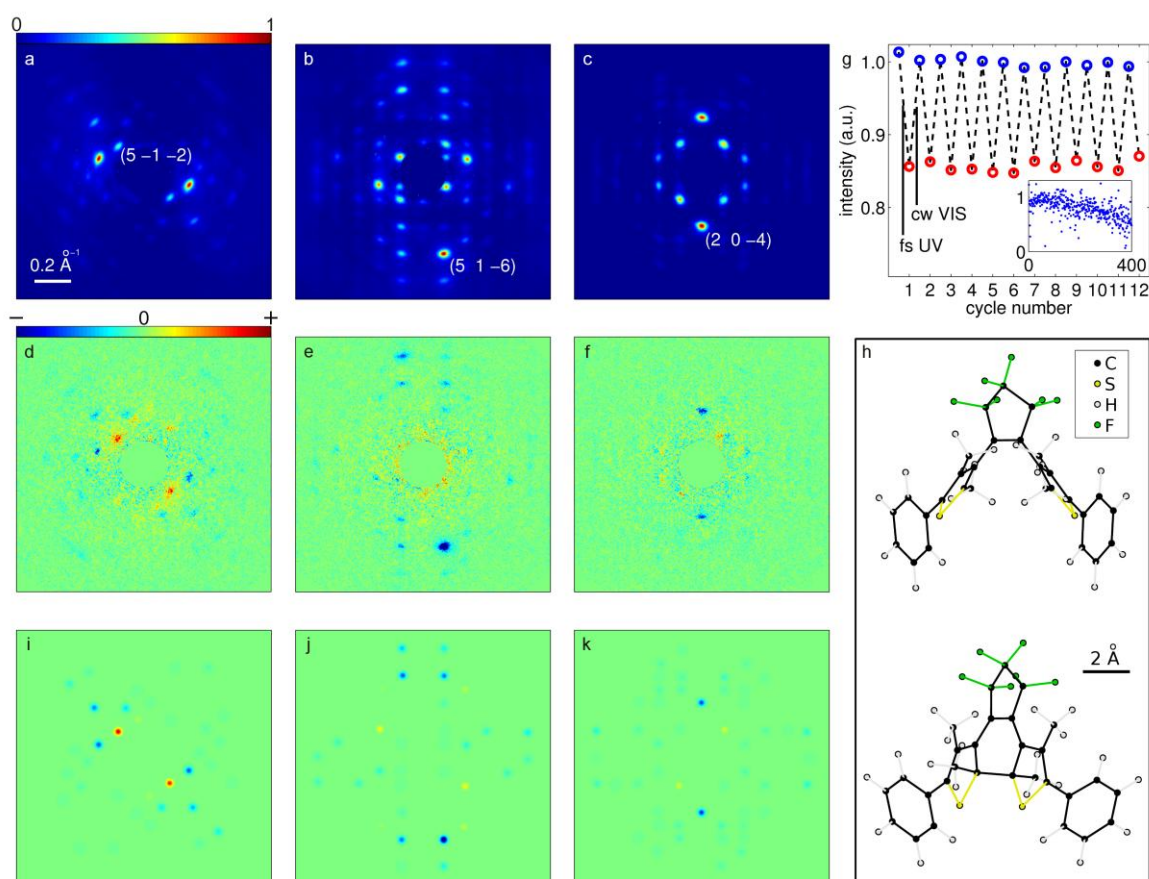 0 1
a
(5 −1 −2)
0.2 Å⁻¹
b
(5 1 −6)
c
(2 0 −4)
g
intensity (a.u.)
1.0
0.9
0.8
fs UV
cw VIS
1
0
0 400
1 2 3 4 5 6 7 8 9 10 11 12
cycle number
− 0 +
d
e
f
h
C
S
H
F
2 Å
i
j
k